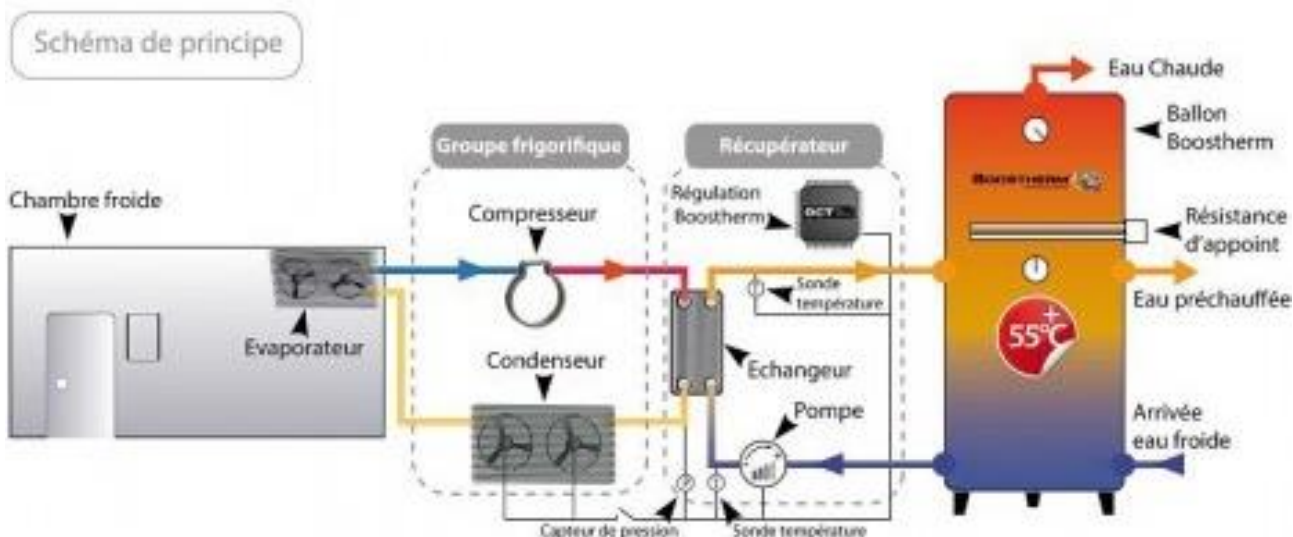 Schéma de principe
Eau Chaude
Ballon
Boostherm
Groupe frigorifique
Récupérateur
Chambre froide
Régulation
Boostherm
Compresseur
BOOSTHERM
Résistance
d'appoint
Sonde
température
Eau préchauffée
Evaporateur
Condenseur
Echangeur
55°C
+
Pompe
Arrivée
eau froide
Capteur de pression
Sonde température